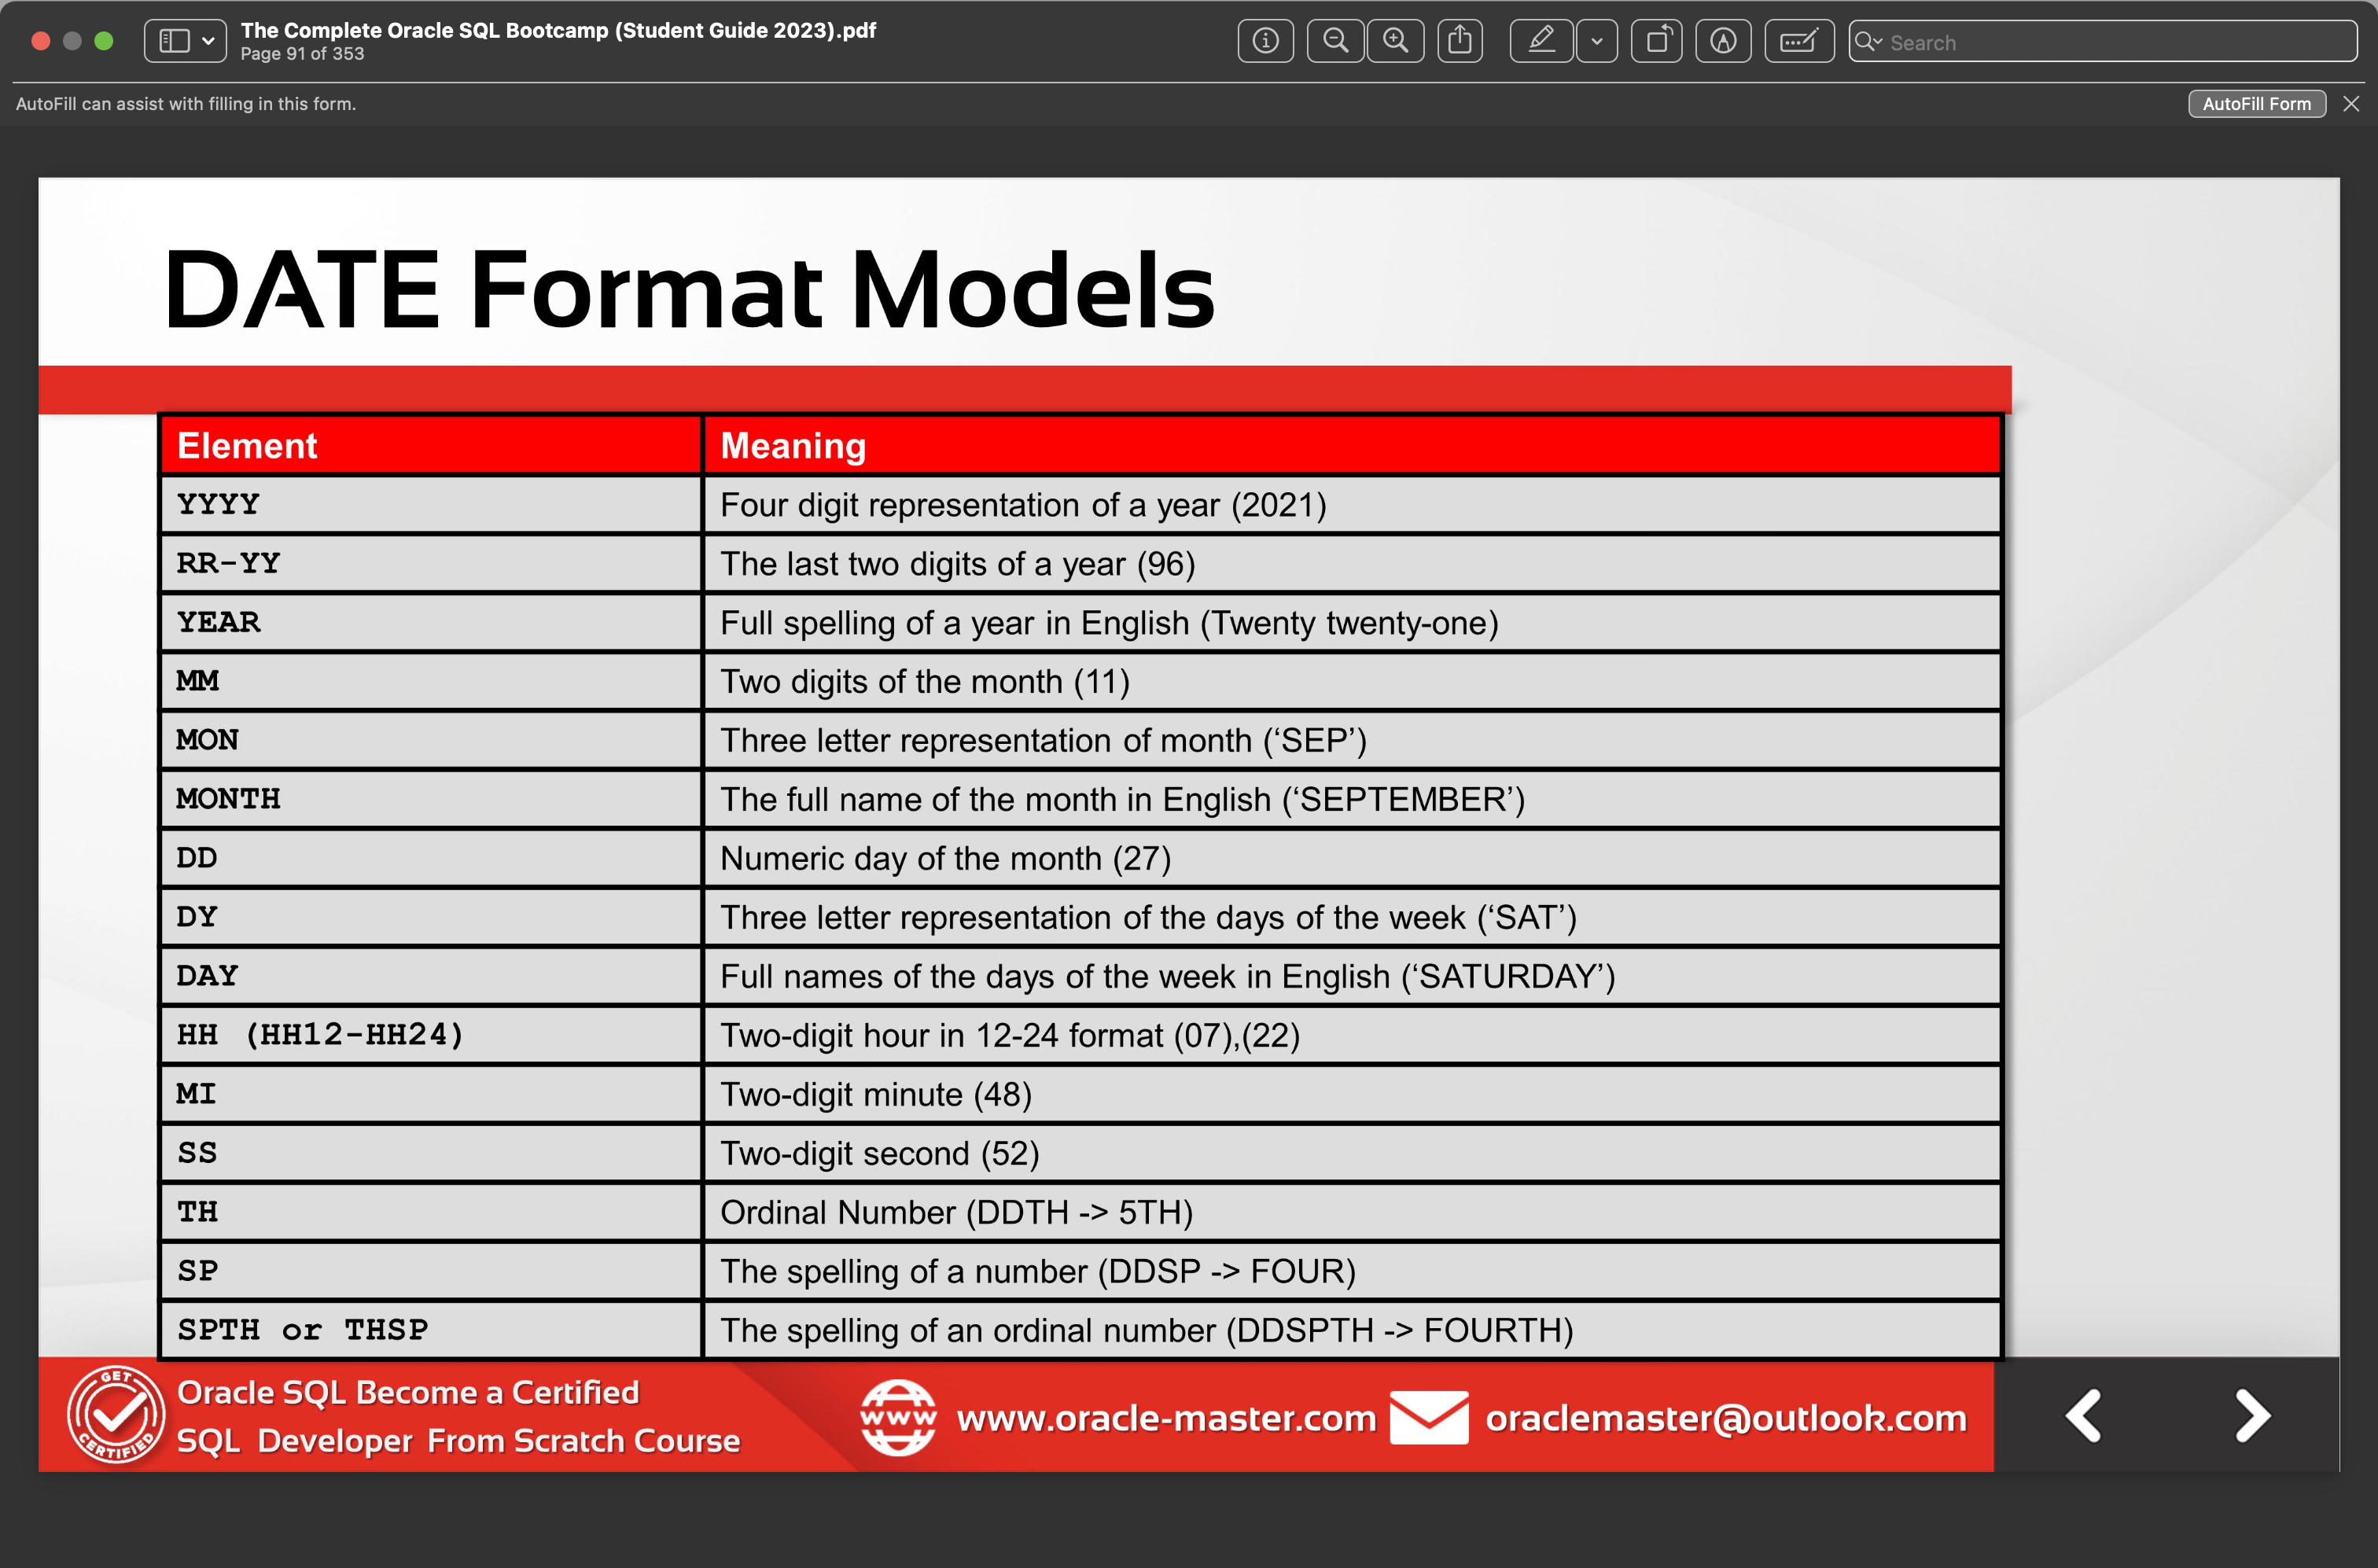 The Complete Oracle SQL Bootcamp (Student Guide 2023).pdf
Page 91 of 353
Search
AutoFill can assist with filling in this form.
AutoFill Form
DATE Format Models
Element Meaning
YYYY Four digit representation of a year (2021)
RR-YY The last two digits of a year (96)
YEAR Full spelling of a year in English (Twenty twenty-one)
MM Two digits of the month (11)
MON Three letter representation of month (‘SEP’)
MONTH The full name of the month in English (‘SEPTEMBER’)
DD Numeric day of the month (27)
DY Three letter representation of the days of the week (‘SAT’)
DAY Full names of the days of the week in English (‘SATURDAY’)
HH (HH12-HH24) Two-digit hour in 12-24 format (07),(22)
MI Two-digit minute (48)
SS Two-digit second (52)
TH Ordinal Number (DDTH -> 5TH)
SP The spelling of a number (DDSP -> FOUR)
SPTH or THSP The spelling of an ordinal number (DDSPTH -> FOURTH)
GET CERTIFIED
Oracle SQL Become a Certified
SQL Developer From Scratch Course
www
www.oracle-master.com
oraclemaster@outlook.com